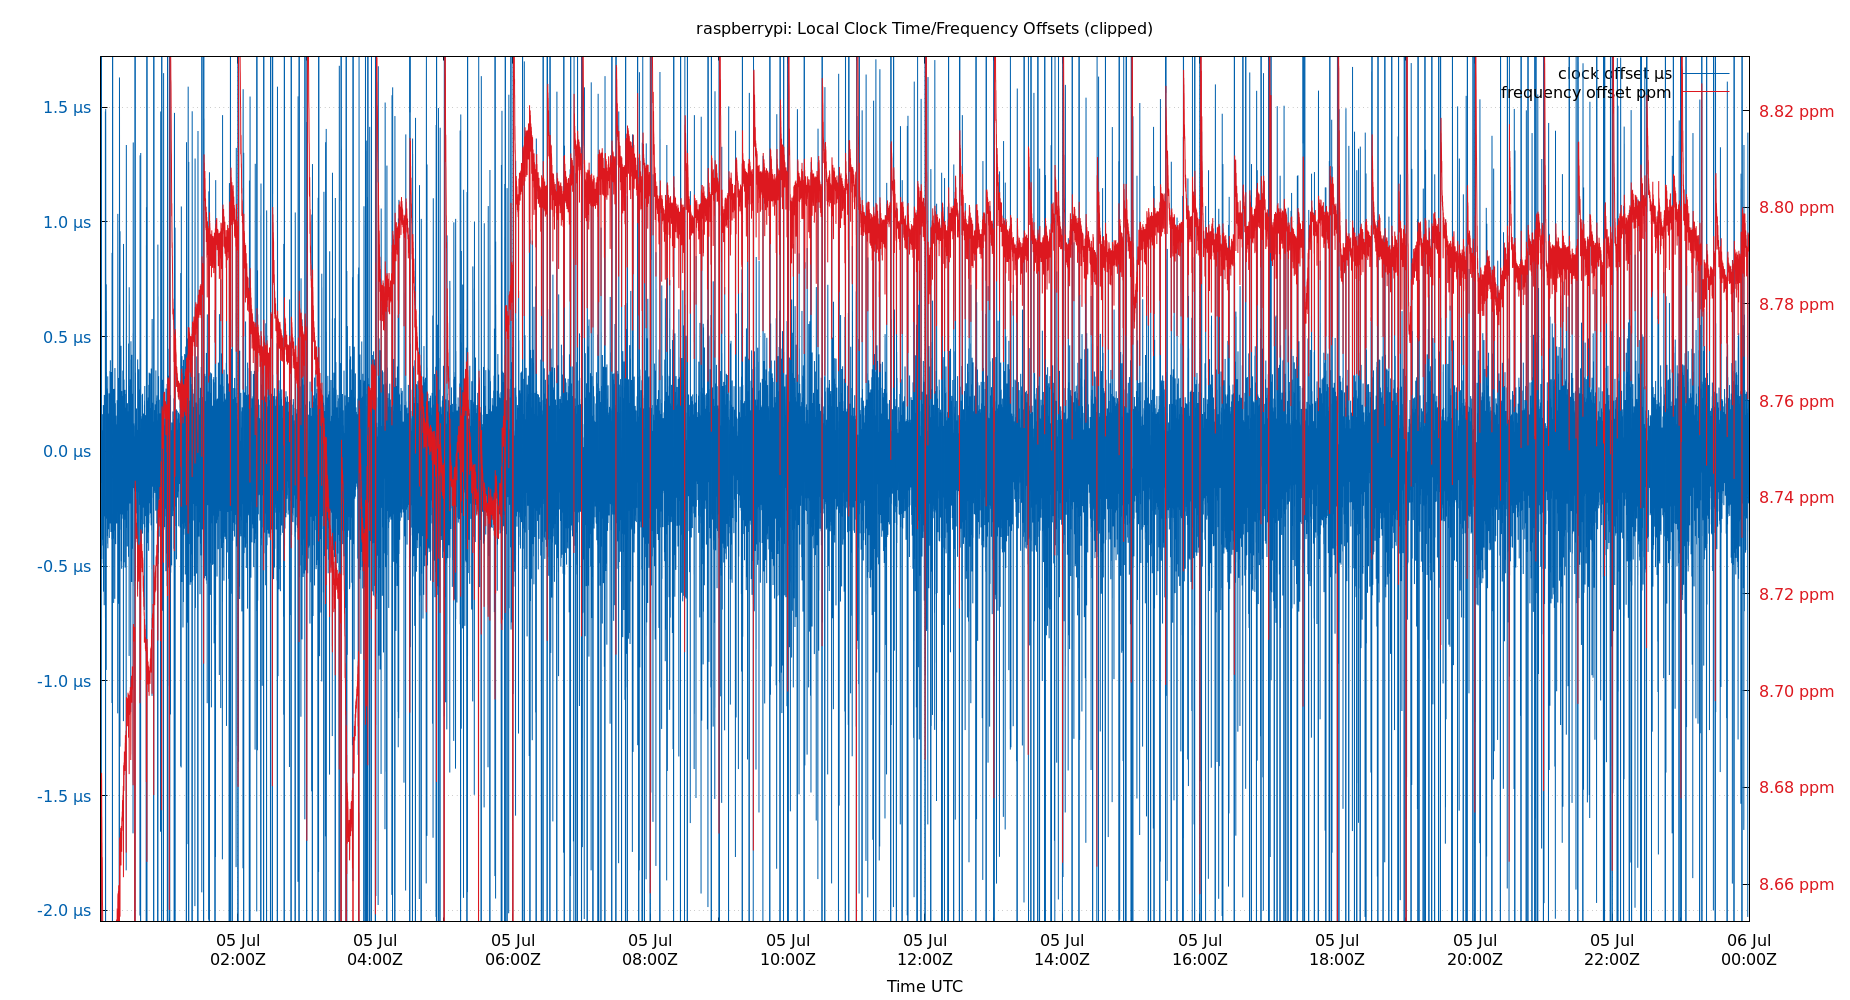 raspberrypi: Local Clock Time/Frequency Offsets (clipped)
clock offset μs
frequency offset ppm
1.5 μs
1.0 μs
0.5 μs
0.0 μs
-0.5 μs
-1.0 μs
-1.5 μs
-2.0 μs
8.82 ppm
8.80 ppm
8.78 ppm
8.76 ppm
8.74 ppm
8.72 ppm
8.70 ppm
8.68 ppm
8.66 ppm
05 Jul 05 Jul 05 Jul 05 Jul 05 Jul 05 Jul 05 Jul 05 Jul 05 Jul 05 Jul 05 Jul 06 Jul
02:00Z 04:00Z 06:00Z 08:00Z 10:00Z 12:00Z 14:00Z 16:00Z 18:00Z 20:00Z 22:00Z 00:00Z
Time UTC